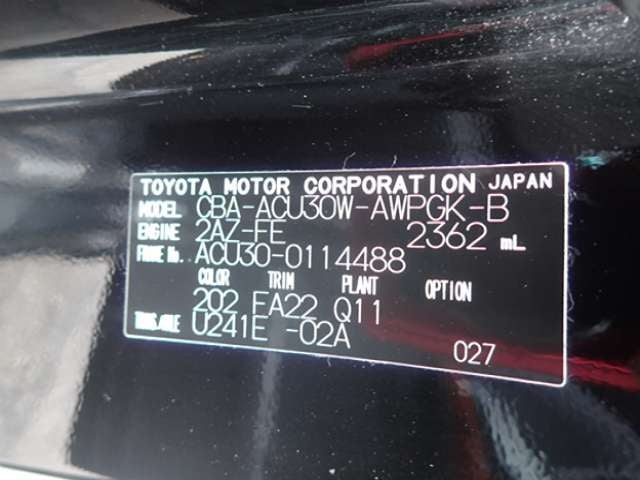 TOYOTA MOTOR CORPORATION JAPAN
MODEL CBA-ACU30W-AWPGK-B
ENGINE 2AZ-FE 2362 mL
FRAME No. ACU30-0114488
COLOR TRIM PLANT OPTION
202 FA22 Q11
TRANS,AXLE U241E -02A
027